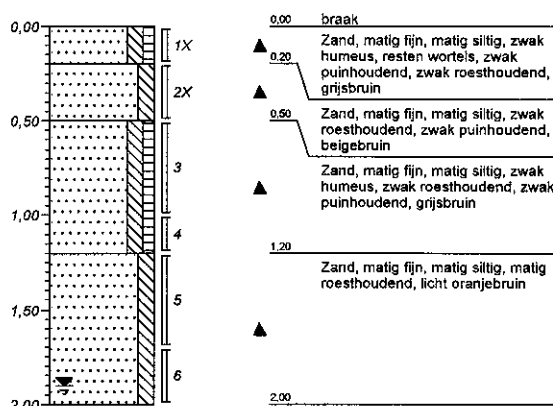 0,00
0,50
1,00
1,50
2,00
1X
2X
3
4
5
6
0,00 braak
Zand, matig fijn, matig siltig, zwak
humeus, resten wortels, zwak
0,20 puinhoudend, zwak roesthoudend,
grijsbruin
0,50 Zand, matig fijn, matig siltig, zwak
roesthoudend, zwak puinhoudend,
beigebruin
Zand, matig fijn, matig siltig, zwak
humeus, zwak roesthoudend, zwak
puinhoudend, grijsbruin
1,20
Zand, matig fijn, matig siltig, matig
roesthoudend, licht oranjebruin
2,00